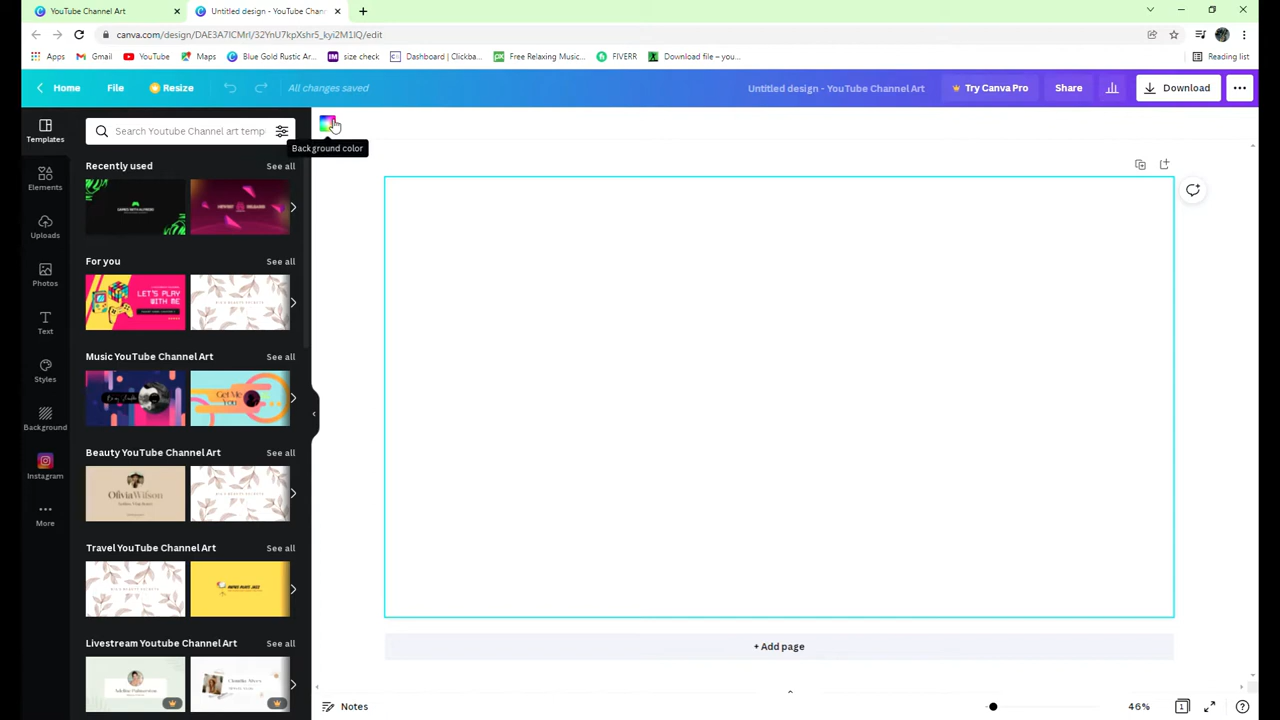 YouTube Channel Art
Untitled design - YouTube Chann
canva.com/design/DAE3A7ICMrI/32YnU7kpXshr5_kyi2M1IQ/edit
Apps
Gmail
YouTube
Maps
Blue Gold Rustic Ar...
size check
Dashboard | Clickba...
Free Relaxing Music...
FIVERR
Download file – you...
Reading list
Home
File
Resize
All changes saved
Untitled design - YouTube Channel Art
Try Canva Pro
Share
Download
Templates
Search Youtube Channel art temp
Background color
Elements
Uploads
Photos
Text
Styles
Background
Instagram
More
Recently used
See all
For you
See all
LET'S PLAY
WITH ME
Music YouTube Channel Art
See all
Get Me
You
Beauty YouTube Channel Art
See all
Olivia Wilson
Travel YouTube Channel Art
See all
Livestream Youtube Channel Art
See all
+ Add page
Notes
46%
1